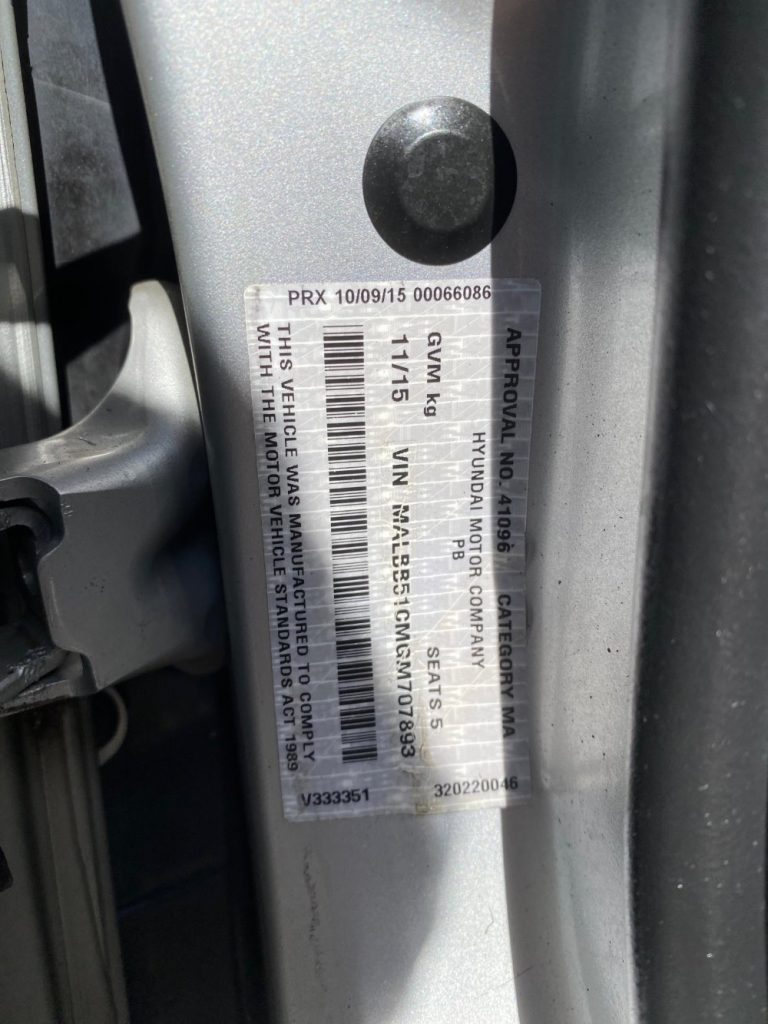 PRX 10/09/15 00066086
APPROVAL NO. 41096 CATEGORY MA
HYUNDAI MOTOR COMPANY
PB
GVM kg SEATS 5
11/15 VIN MALBB51CMGM707893
THIS VEHICLE WAS MANUFACTURED TO COMPLY
WITH THE MOTOR VEHICLE STANDARDS ACT 1989
V333351 320220046